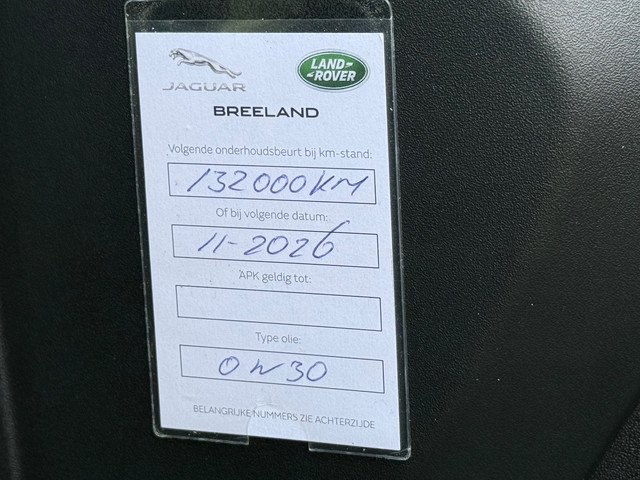 JAGUAR
LAND
ROVER
BREELAND
Volgende onderhoudsbeurt bij km-stand:
132000KM
Of bij volgende datum:
11-2026
APK geldig tot:
Type olie:
0W30
BELANGRIJKE NUMMERS ZIE ACHTERZIJDE